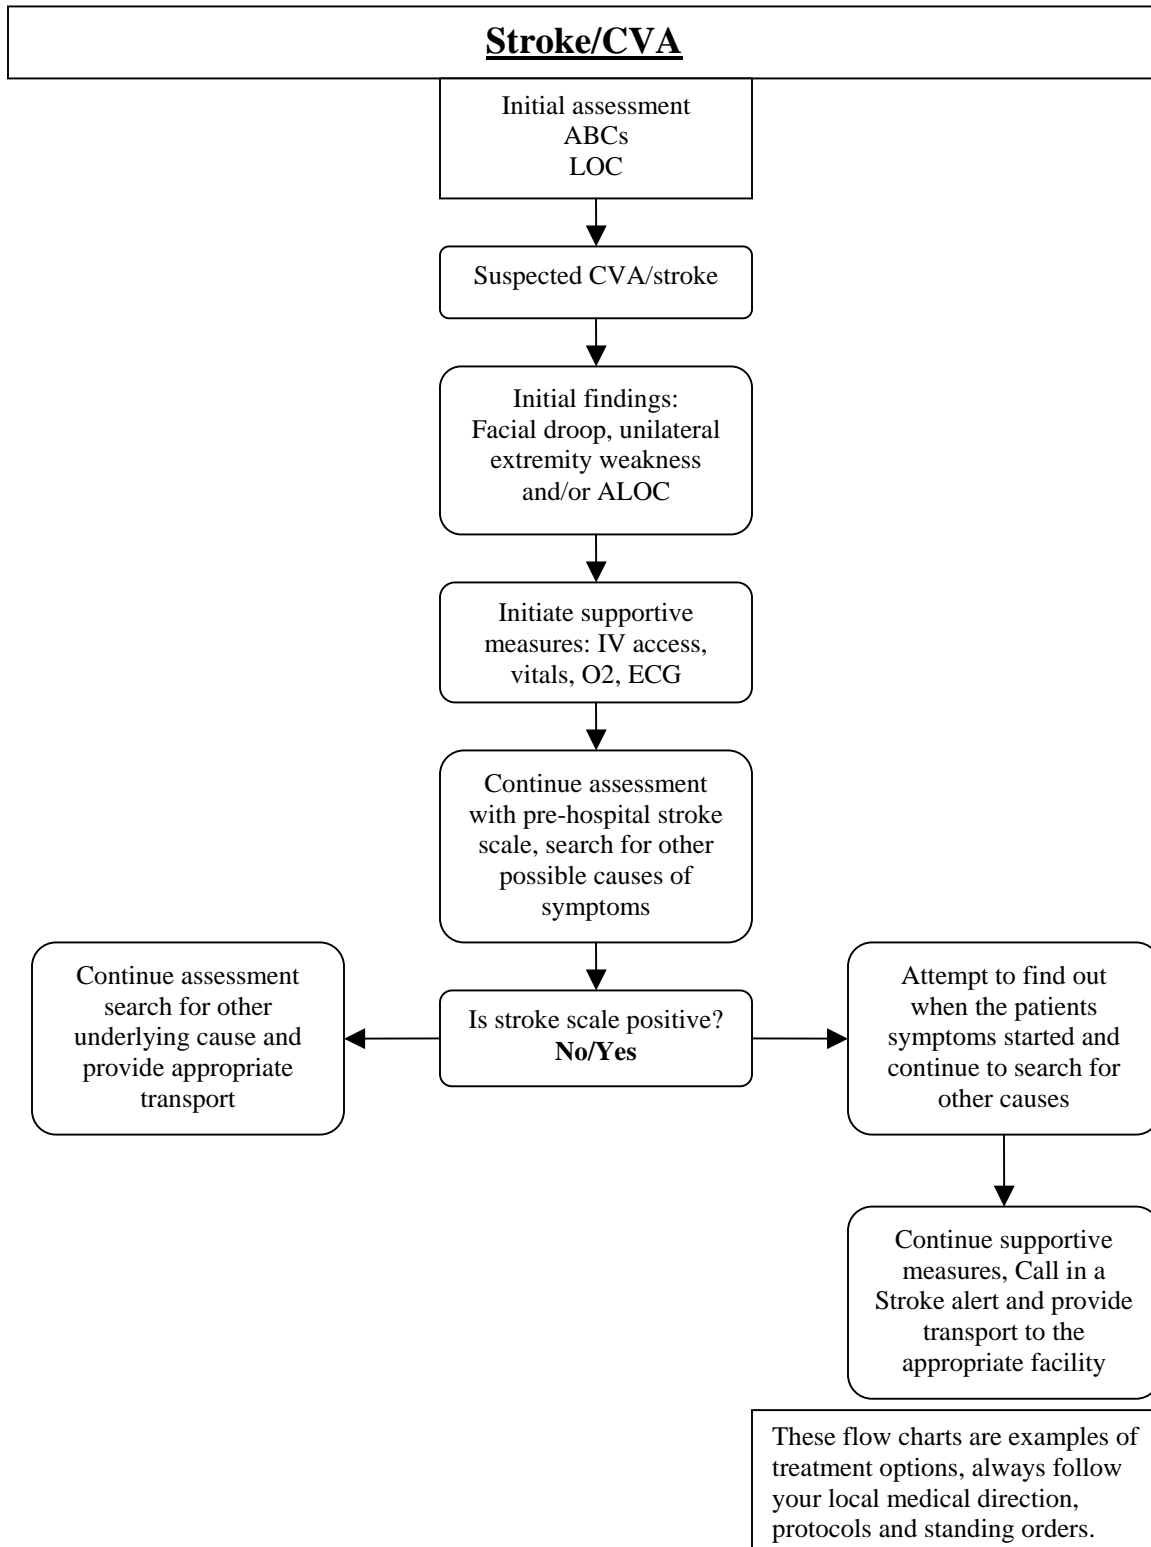 Stroke/CVA
Initial assessment
ABCs
LOC
Suspected CVA/stroke
Initial findings:
Facial droop, unilateral
extremity weakness
and/or ALOC
Initiate supportive
measures: IV access,
vitals, O2, ECG
Continue assessment
with pre-hospital stroke
scale, search for other
possible causes of
symptoms
Is stroke scale positive?
No/Yes
Continue assessment
search for other
underlying cause and
provide appropriate
transport
Attempt to find out
when the patients
symptoms started and
continue to search for
other causes
Continue supportive
measures, Call in a
Stroke alert and provide
transport to the
appropriate facility
These flow charts are examples of
treatment options, always follow
your local medical direction,
protocols and standing orders.